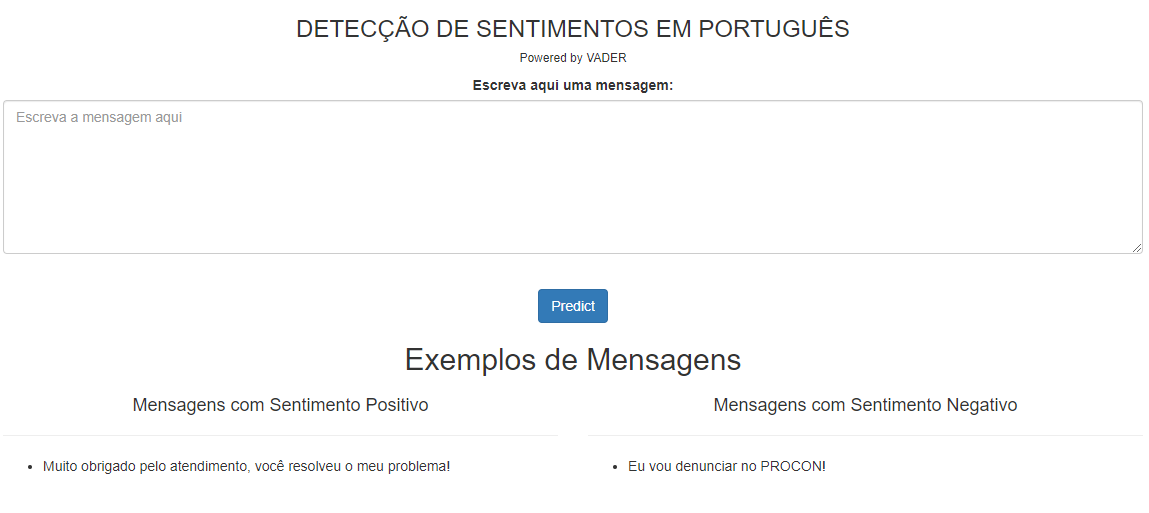 DETECÇÃO DE SENTIMENTOS EM PORTUGUÊS
Powered by VADER
Escreva aqui uma mensagem:
Escreva a mensagem aqui
Predict
Exemplos de Mensagens
Mensagens com Sentimento Positivo
Muito obrigado pelo atendimento, você resolveu o meu problema!
Mensagens com Sentimento Negativo
Eu vou denunciar no PROCON!